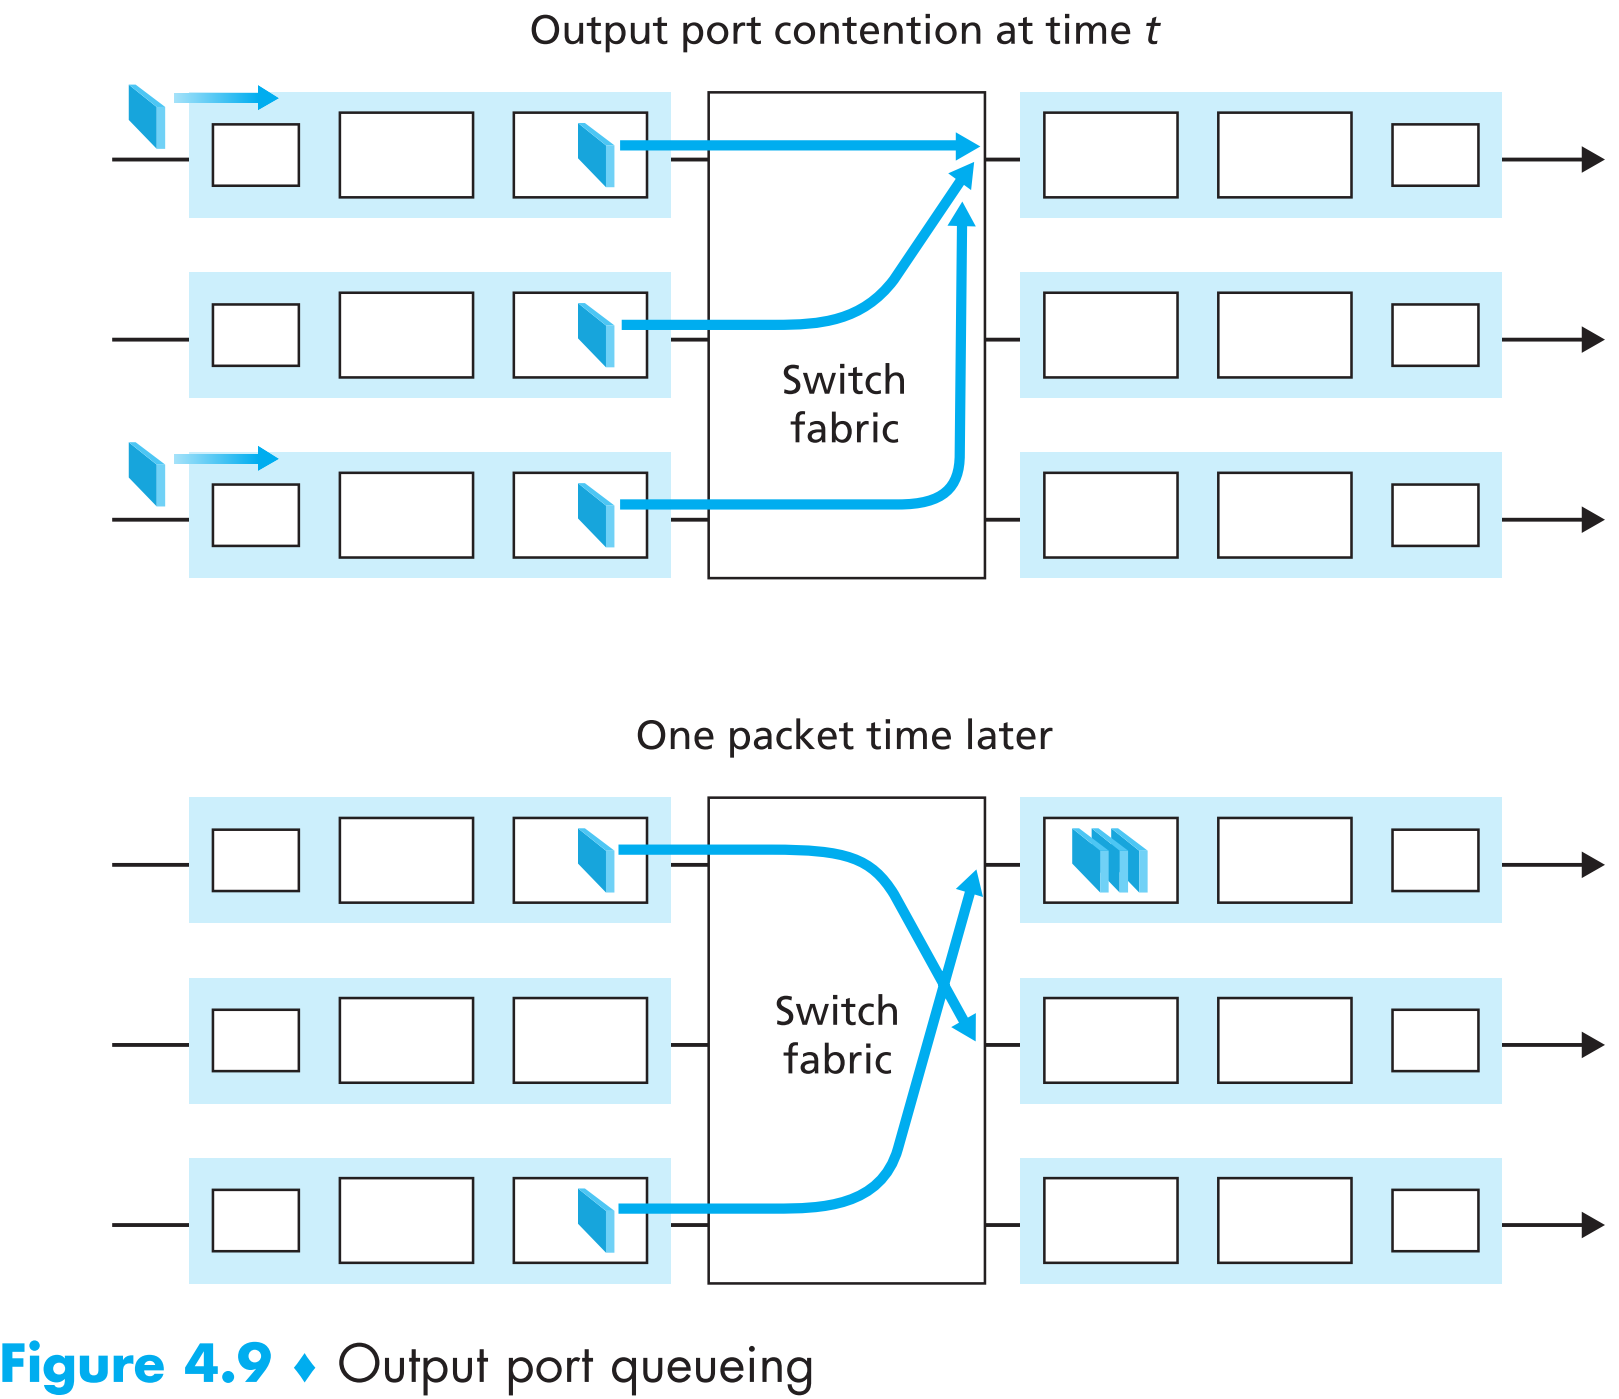 Output port contention at time t
Switch
fabric
One packet time later
Switch
fabric
Figure 4.9 ♦ Output port queueing